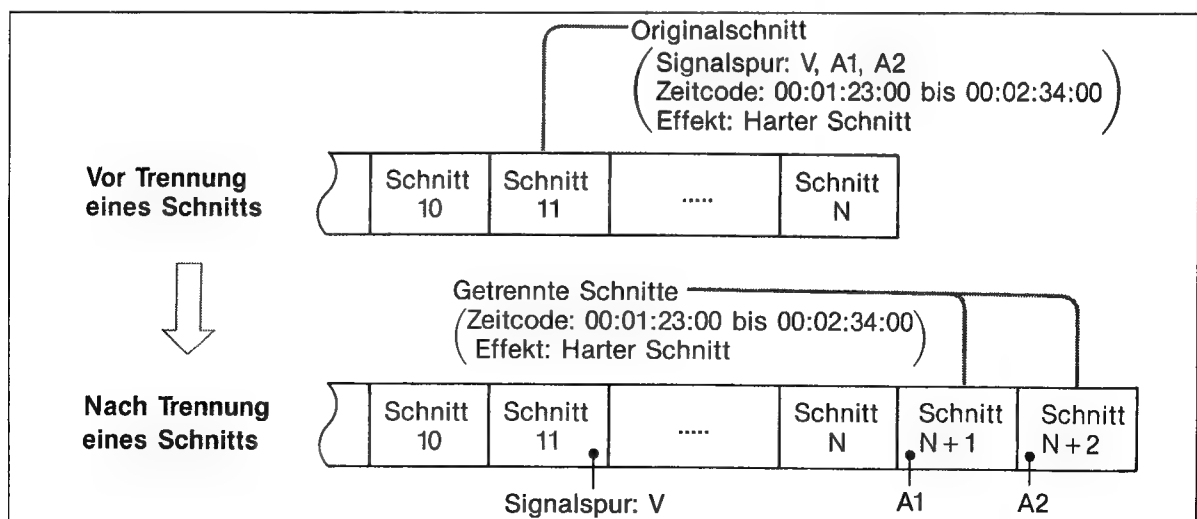 Originalschnitt
Signalspur: V, A1, A2
Zeitcode: 00:01:23:00 bis 00:02:34:00
Effekt: Harter Schnitt
Vor Trennung
eines Schnitts
Schnitt
10
Schnitt
11
.....
Schnitt
N
Getrennte Schnitte
(Zeitcode: 00:01:23:00 bis 00:02:34:00)
Effekt: Harter Schnitt
Nach Trennung
eines Schnitts
Schnitt
10
Schnitt
11
.....
Schnitt
N
Schnitt
N+1
Schnitt
N+2
Signalspur: V
A1
A2